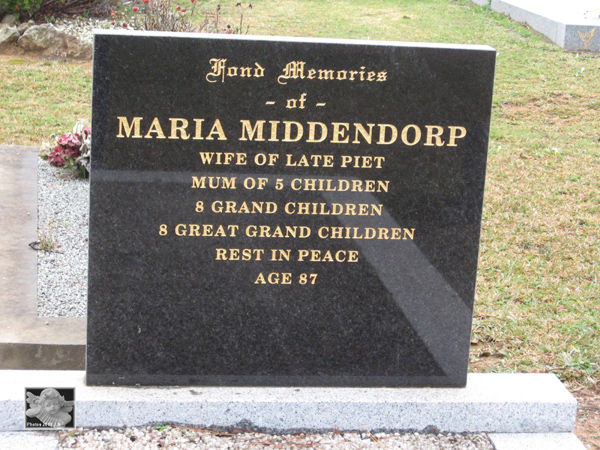 Fond Memories
- of -
MARIA MIDDENDORP
WIFE OF LATE PIET
MUM OF 5 CHILDREN
8 GRAND CHILDREN
8 GREAT GRAND CHILDREN
REST IN PEACE
AGE 87